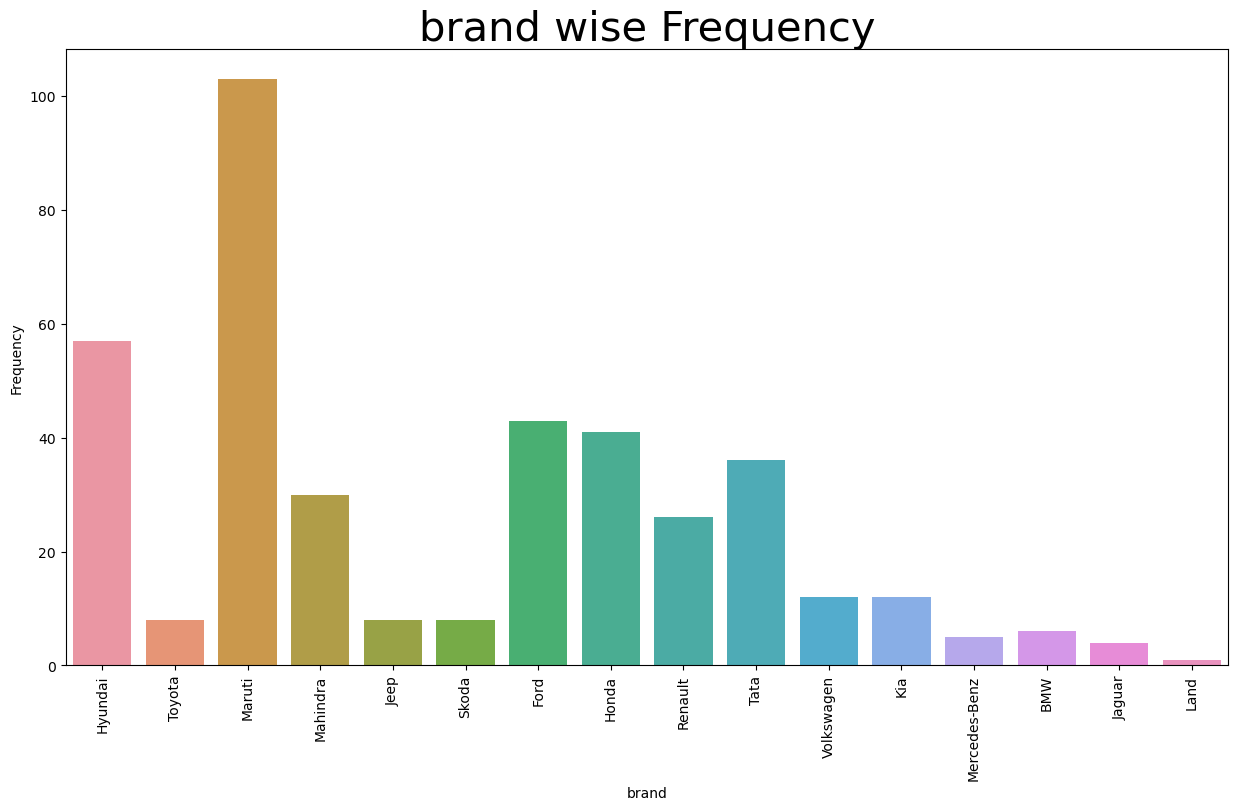 brand wise Frequency
Frequency
100
80
60
40
20
0
Hyundai
Toyota
Maruti
Mahindra
Jeep
Skoda
Ford
Honda
Renault
Tata
Volkswagen
Kia
Mercedes-Benz
BMW
Jaguar
Land
brand